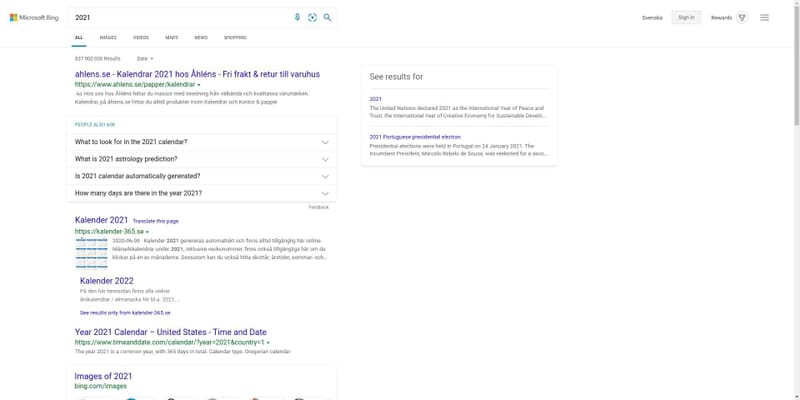 Microsoft Bing
2021
Svenska
Sign in
Rewards
ALL IMAGES VIDEOS MAPS NEWS SHOPPING
837 000 000 Results Date
ahlens.se - Kalendrar 2021 hos Åhléns - Fri frakt & retur till varuhus
https://www.ahlens.se/papper/kalendrar
Ad Hos oss hos Åhléns hittar du massor med inredning från välkända och kvalitativa varumärken.
Kalendrar, på åhlens.se hittar du alltid produkter inom Kalendrar och Kontor & papper
PEOPLE ALSO ASK
What to look for in the 2021 calendar?
What is 2021 astrology prediction?
Is 2021 calendar automatically generated?
How many days are there in the year 2021?
Feedback
Kalender 2021 Translate this page
https://kalender-365.se
2020-06-08 · Kalender 2021 genereras automatiskt och finns alltid tillgänglig här online.
Månadskalendrar under 2021, inklusive veckonummer, finns också tillgängliga här om du
klickar på en av månaderna. Dessutom kan du också hitta skottår, årstider, sommar- och...
Kalender 2022
På den här hemsidan finns alla online
årskalendrar / almanacka för bl.a. 2021, ...
See results only from kalender-365.se
Year 2021 Calendar – United States - Time and Date
https://www.timeanddate.com/calendar/?year=2021&country=1
The year 2021 is a common year, with 365 days in total. Calendar type: Gregorian calendar
Images of 2021
bing.com/images
See results for
2021
The United Nations declared 2021 as the International Year of Peace and
Trust, the International Year of Creative Economy for Sustainable Develo...
2021 Portuguese presidential election
Presidential elections were held in Portugal on 24 January 2021. The
incumbent President, Marcelo Rebelo de Sousa, was reelected for a seco...